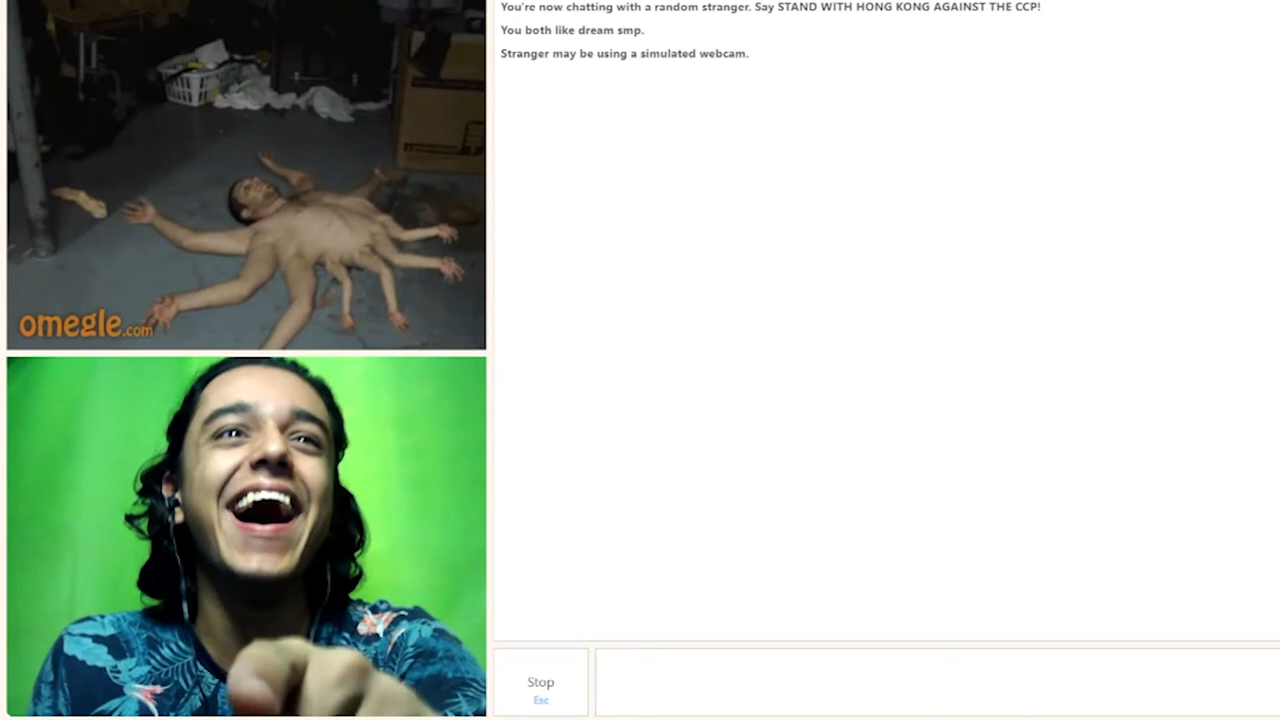 You're now chatting with a random stranger. Say STAND WITH HONG KONG AGAINST THE CCP!
You both like dream smp.
Stranger may be using a simulated webcam.
omegle.com
Stop
Esc